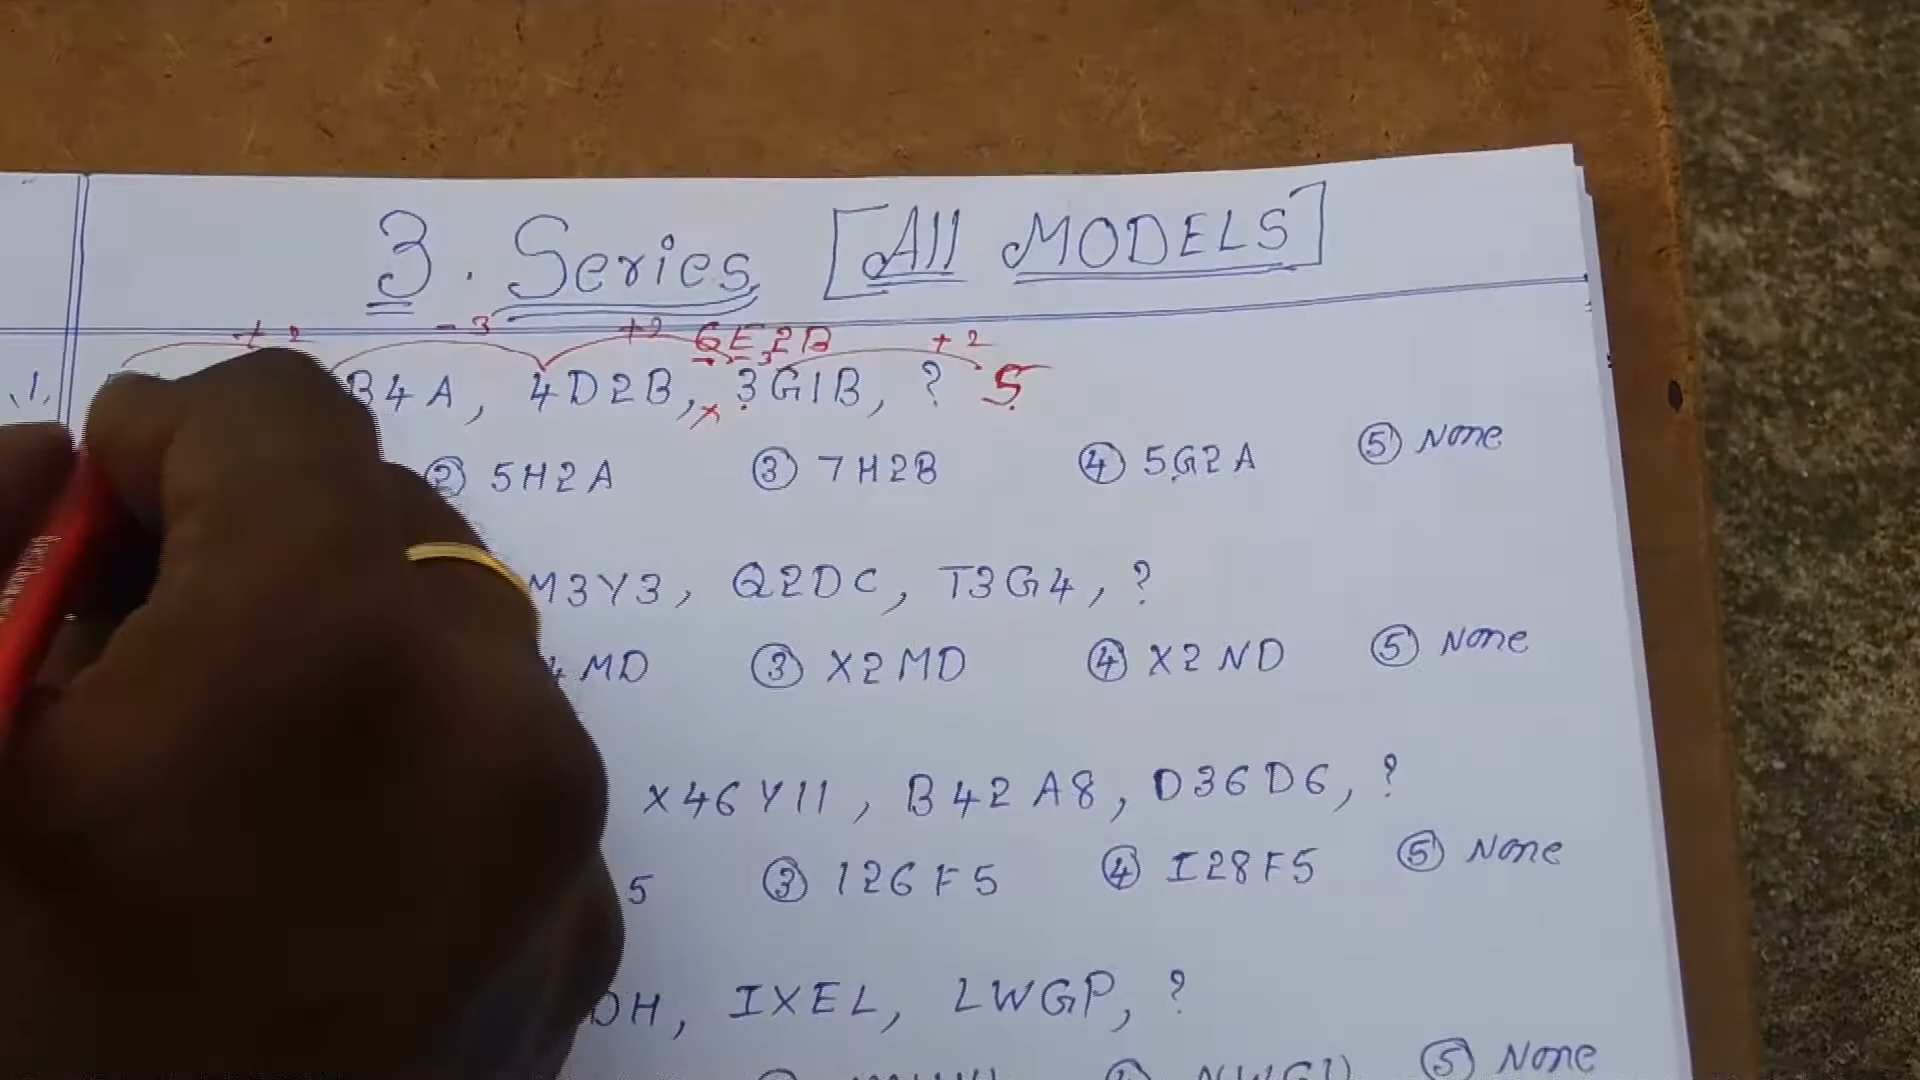 3. Series [All MODELS]
+2 -3 +2 6E2B +2
1. B4A, 4D2B, x 3G1B, ? 5
② 5H2A ③ 7H2B ④ 5G2A ⑤ None
M3Y3, Q2DC, T3G4, ?
MD ③ X2MD ④ X2ND ⑤ None
X46Y11, B42A8, D36D6, ?
5 ③ 126F5 ④ I28F5 ⑤ None
DH, IXEL, LWGP, ?
⑤ None